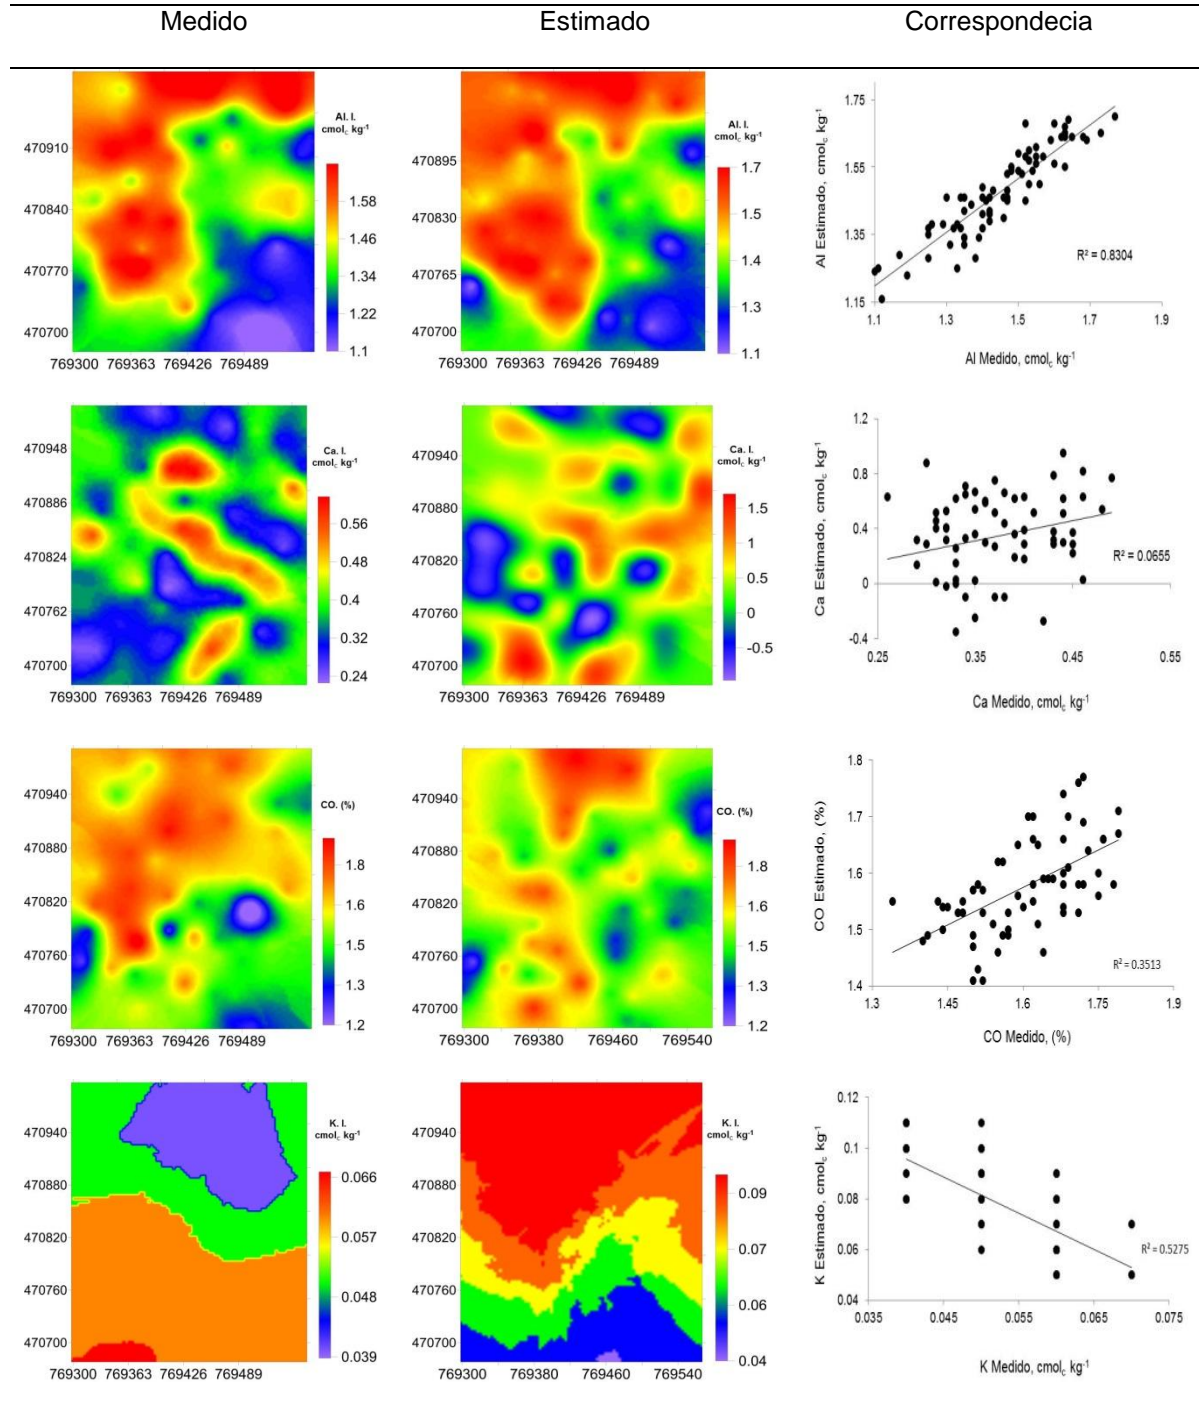 Medido Estimado Correspondecia
Al. I.
cmolc kg-1
470910
470840
470770
470700
769300 769363 769426 769489
1.58
1.46
1.34
1.22
1.1
Al. I.
cmolc kg-1
470895
470830
470765
470700
769300 769380 769460 769540
1.7
1.5
1.4
1.3
1.1
Al Estimado, cmolc kg-1
1.75
1.55
1.35
1.15
R² = 0.8304
1.1 1.3 1.5 1.7 1.9
Al Medido, cmolc kg-1
Ca. I.
cmolc kg-1
470948
470886
470824
470762
470700
769300 769363 769426 769489
0.56
0.48
0.4
0.32
0.24
Ca. I.
cmolc kg-1
470940
470880
470820
470760
470700
769300 769363 769426 769489
1.5
1
0.5
0
-0.5
Ca Estimado, cmolc kg-1
1.2
0.8
0.4
0
-0.4
R² = 0.0655
0.25 0.35 0.45 0.55
Ca Medido, cmolc kg-1
CO. (%)
470940
470880
470820
470760
470700
769300 769363 769426 769489
1.8
1.6
1.5
1.3
1.2
CO. (%)
470940
470880
470820
470760
470700
769300 769380 769460 769540
1.8
1.6
1.5
1.3
1.2
CO Estimado, (%)
1.8
1.7
1.6
1.5
1.4
R² = 0.3513
1.3 1.45 1.6 1.75 1.9
CO Medido, (%)
K. I.
cmolc kg-1
470940
470880
470820
470760
470700
769300 769363 769426 769489
0.066
0.057
0.048
0.039
K. I.
cmolc kg-1
470940
470880
470820
470760
470700
769300 769380 769460 769540
0.09
0.07
0.06
0.04
K Estimado, cmolc kg-1
0.12
0.1
0.08
0.06
0.04
R² = 0.5275
0.035 0.045 0.055 0.065 0.075
K Medido, cmolc kg-1